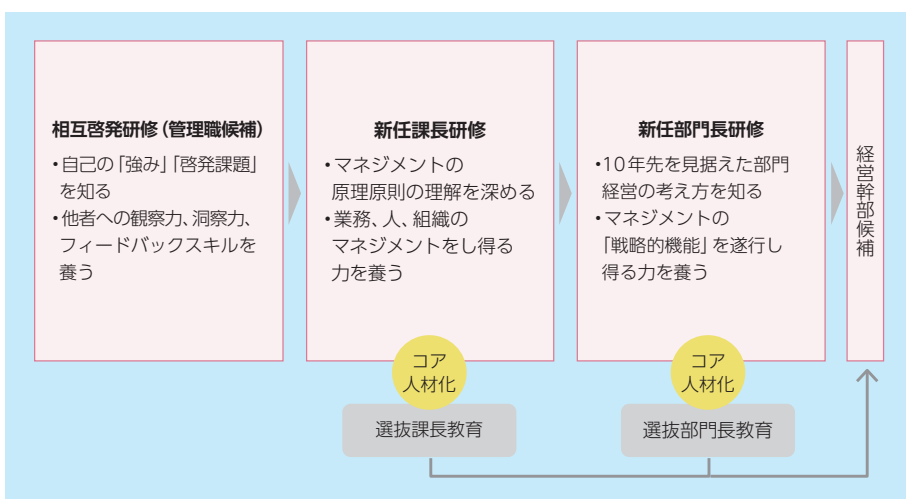 相互啓発研修（管理職候補）
・自己の「強み」「啓発課題」
を知る
・他者への観察力、洞察力、
フィードバックスキルを
養う
新任課長研修
・マネジメントの
原理原則の理解を深める
・業務、人、組織の
マネジメントをし得る
力を養う
新任部門長研修
・10年先を見据えた部門
経営の考え方を知る
・マネジメントの
「戦略的機能」を遂行し
得る力を養う
経営幹部候補
コア
人材化
選抜課長教育
コア
人材化
選抜部門長教育